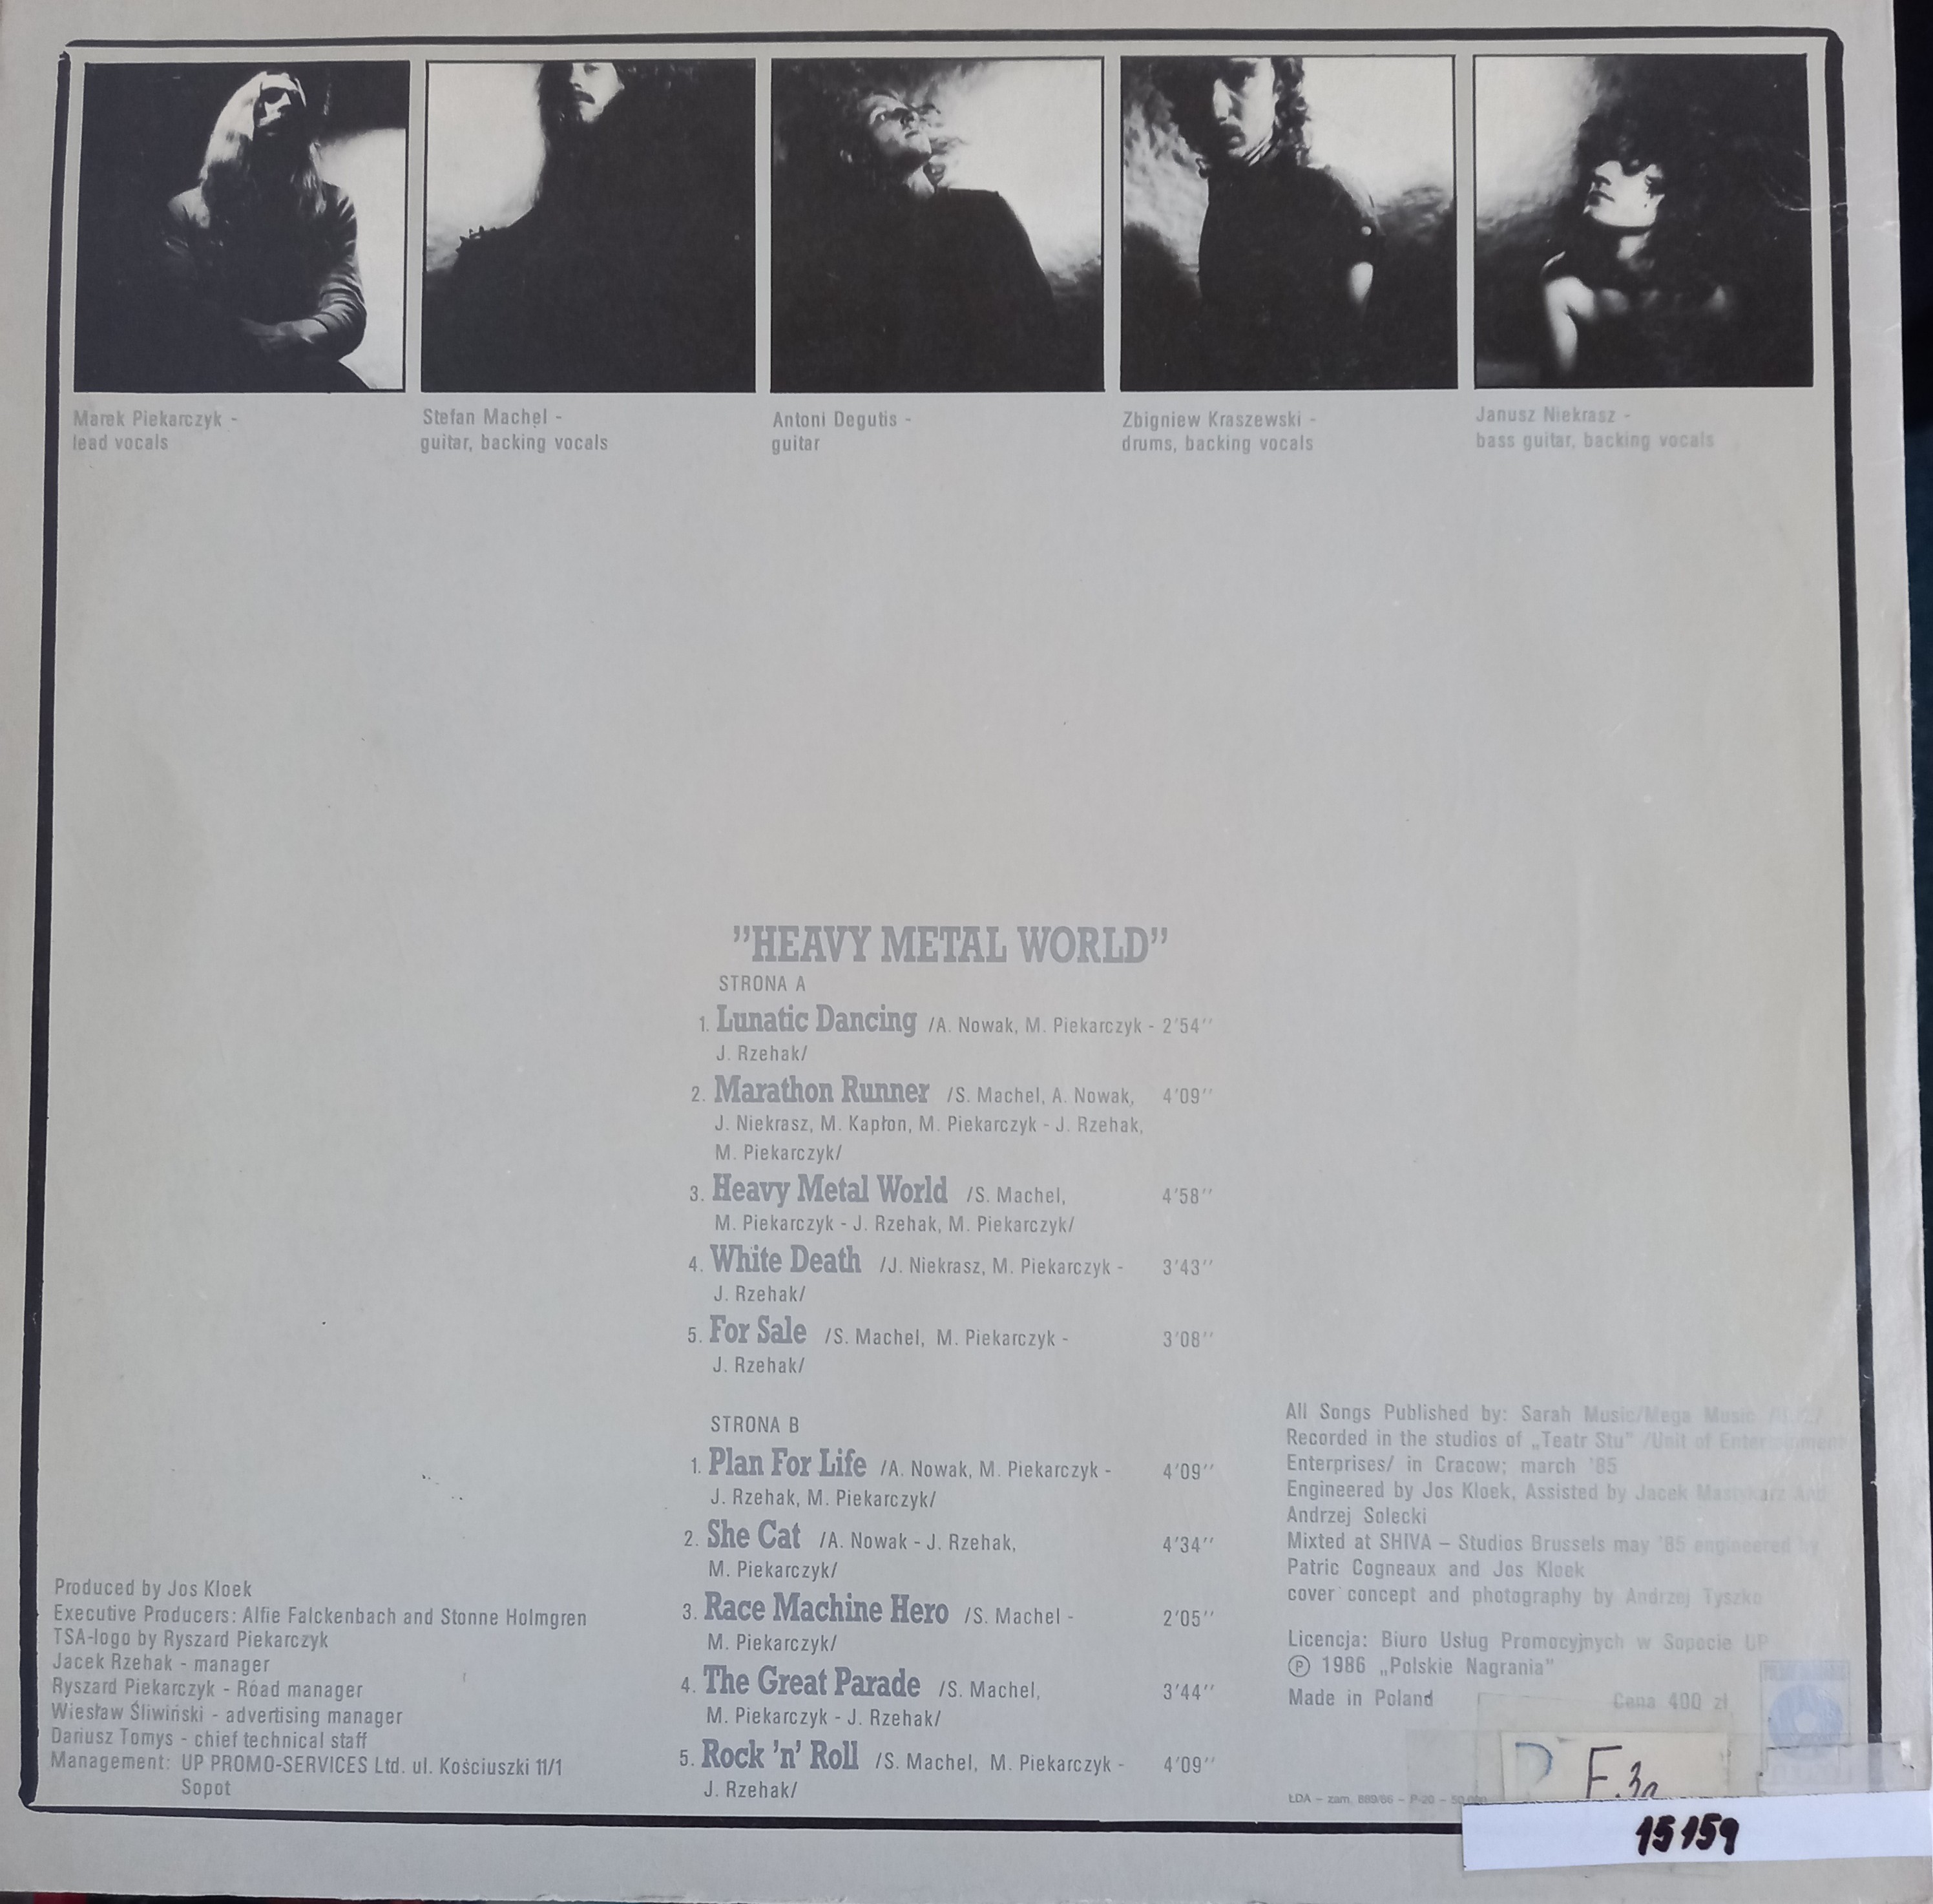 Marek Piekarczyk -
lead vocals
Stefan Machel -
guitar, backing vocals
Antoni Degutis -
guitar
Zbigniew Kraszewski -
drums, backing vocals
Janusz Niekrasz -
bass guitar, backing vocals
”HEAVY METAL WORLD”
STRONA A
1. Lunatic Dancing /A. Nowak, M. Piekarczyk - 2'54''
J. Rzehak/
2. Marathon Runner /S. Machel, A. Nowak, 4'09''
J. Niekrasz, M. Kapłon, M. Piekarczyk - J. Rzehak,
M. Piekarczyk/
3. Heavy Metal World /S. Machel, 4'58''
M. Piekarczyk - J. Rzehak, M. Piekarczyk/
4. White Death /J. Niekrasz, M. Piekarczyk - 3'43''
J. Rzehak/
5. For Sale /S. Machel, M. Piekarczyk - 3'08''
J. Rzehak/
STRONA B
1. Plan For Life /A. Nowak, M. Piekarczyk - 4'09''
J. Rzehak, M. Piekarczyk/
2. She Cat /A. Nowak - J. Rzehak, 4'34''
M. Piekarczyk/
3. Race Machine Hero /S. Machel - 2'05''
M. Piekarczyk/
4. The Great Parade /S. Machel, 3'44''
M. Piekarczyk - J. Rzehak/
5. Rock 'n' Roll /S. Machel, M. Piekarczyk - 4'09''
J. Rzehak/
Produced by Jos Kloek
Executive Producers: Alfie Falckenbach and Stonne Holmgren
TSA-logo by Ryszard Piekarczyk
Jacek Rzehak - manager
Ryszard Piekarczyk - Road manager
Wiesław Śliwiński - advertising manager
Dariusz Tomys - chief technical staff
Management: UP PROMO-SERVICES Ltd. ul. Kościuszki 11/1
Sopot
All Songs Published by: Sarah Music/Mega Music
Recorded in the studios of „Teatr Stu” /Unit of Entertainment
Enterprises/ in Cracow; march '85
Engineered by Jos Kloek, Assisted by Jacek Mastykarz And
Andrzej Solecki
Mixted at SHIVA – Studios Brussels may '85 engineered by
Patric Cogneaux and Jos Kloek
cover concept and photography by Andrzej Tyszko
Licencja: Biuro Usług Promocyjnych w Sopocie UP
Ⓟ 1986 „Polskie Nagrania”
Made in Poland
Cena 400 zł
ŁDA – zam. 889/86 – P-20 – 50.000
15159